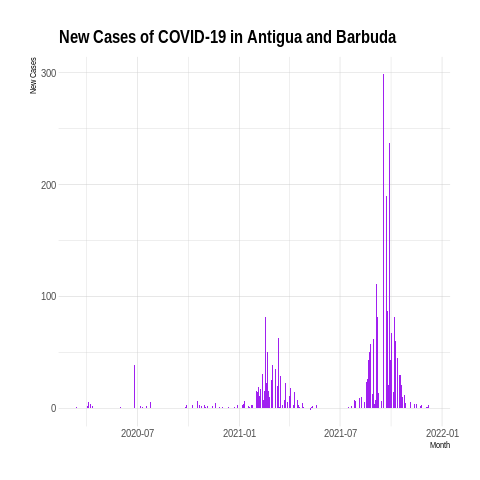 New Cases of COVID-19 in Antigua and Barbuda
New Cases
300
200
100
0
2020-07
2021-01
2021-07
2022-01
Month